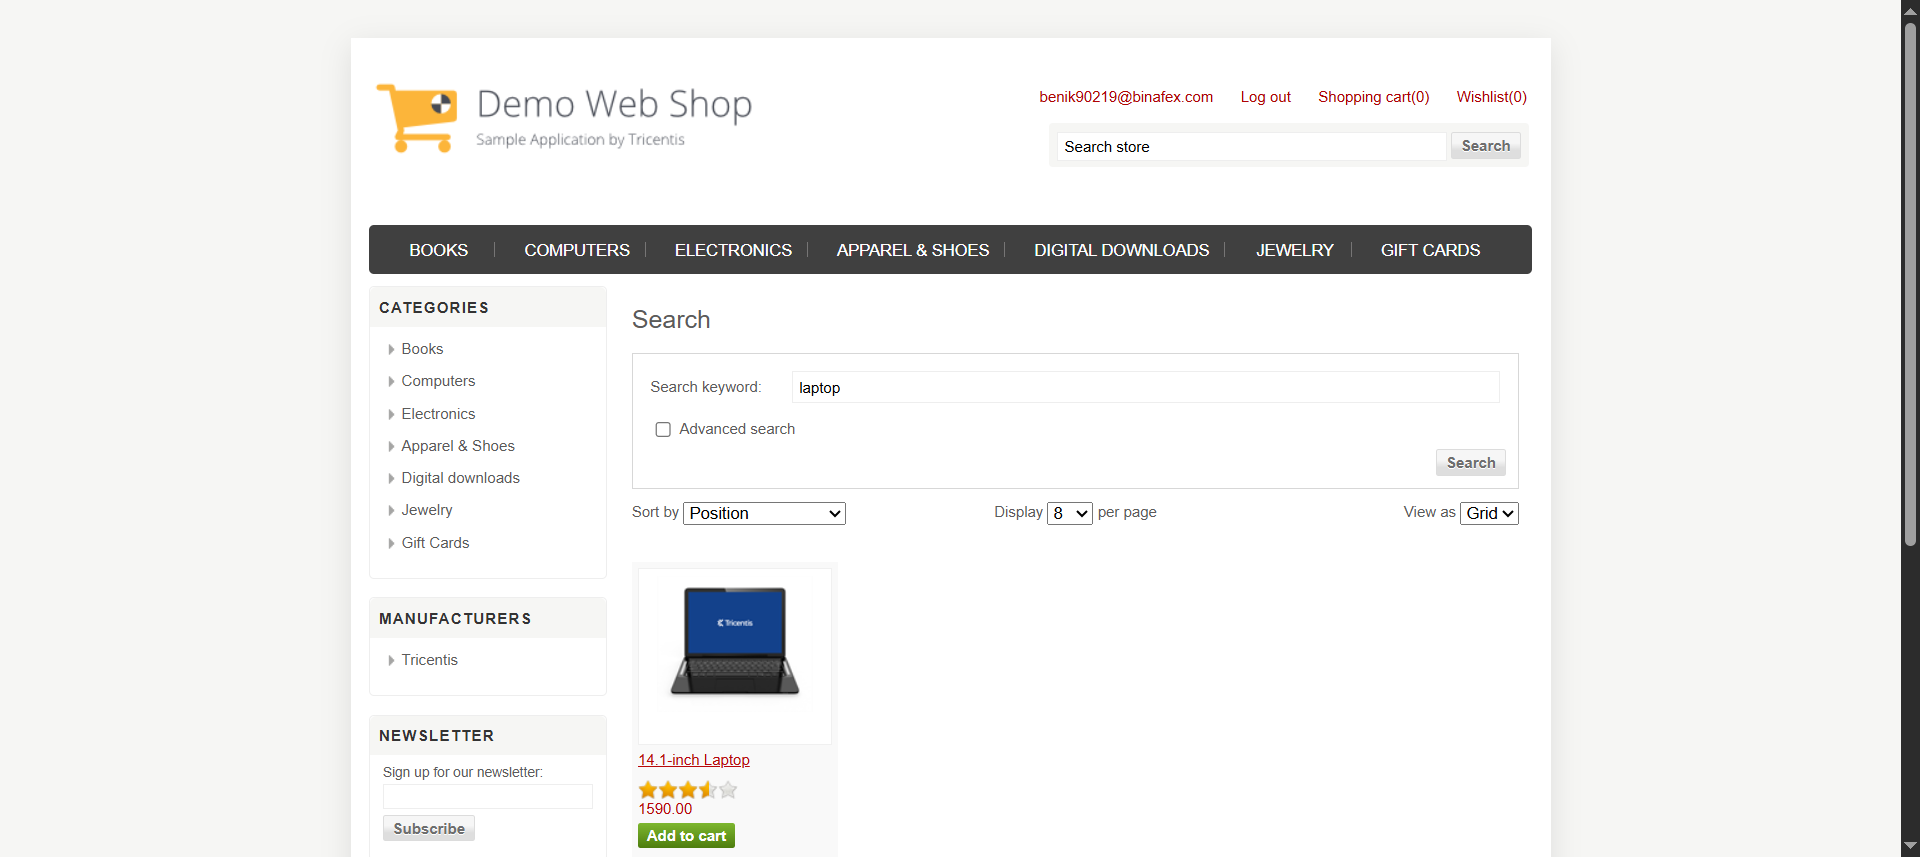 Demo Web Shop
Sample Application by Tricentis
benik90219@binafex.com Log out Shopping cart(0) Wishlist(0)
Search store Search
BOOKS COMPUTERS ELECTRONICS APPAREL & SHOES DIGITAL DOWNLOADS JEWELRY GIFT CARDS
CATEGORIES
Books
Computers
Electronics
Apparel & Shoes
Digital downloads
Jewelry
Gift Cards
MANUFACTURERS
Tricentis
NEWSLETTER
Sign up for our newsletter:
Subscribe
Search
Search keyword: laptop
Advanced search
Search
Sort by Position Display 8 per page View as Grid
Tricentis
14.1-inch Laptop
1590.00
Add to cart